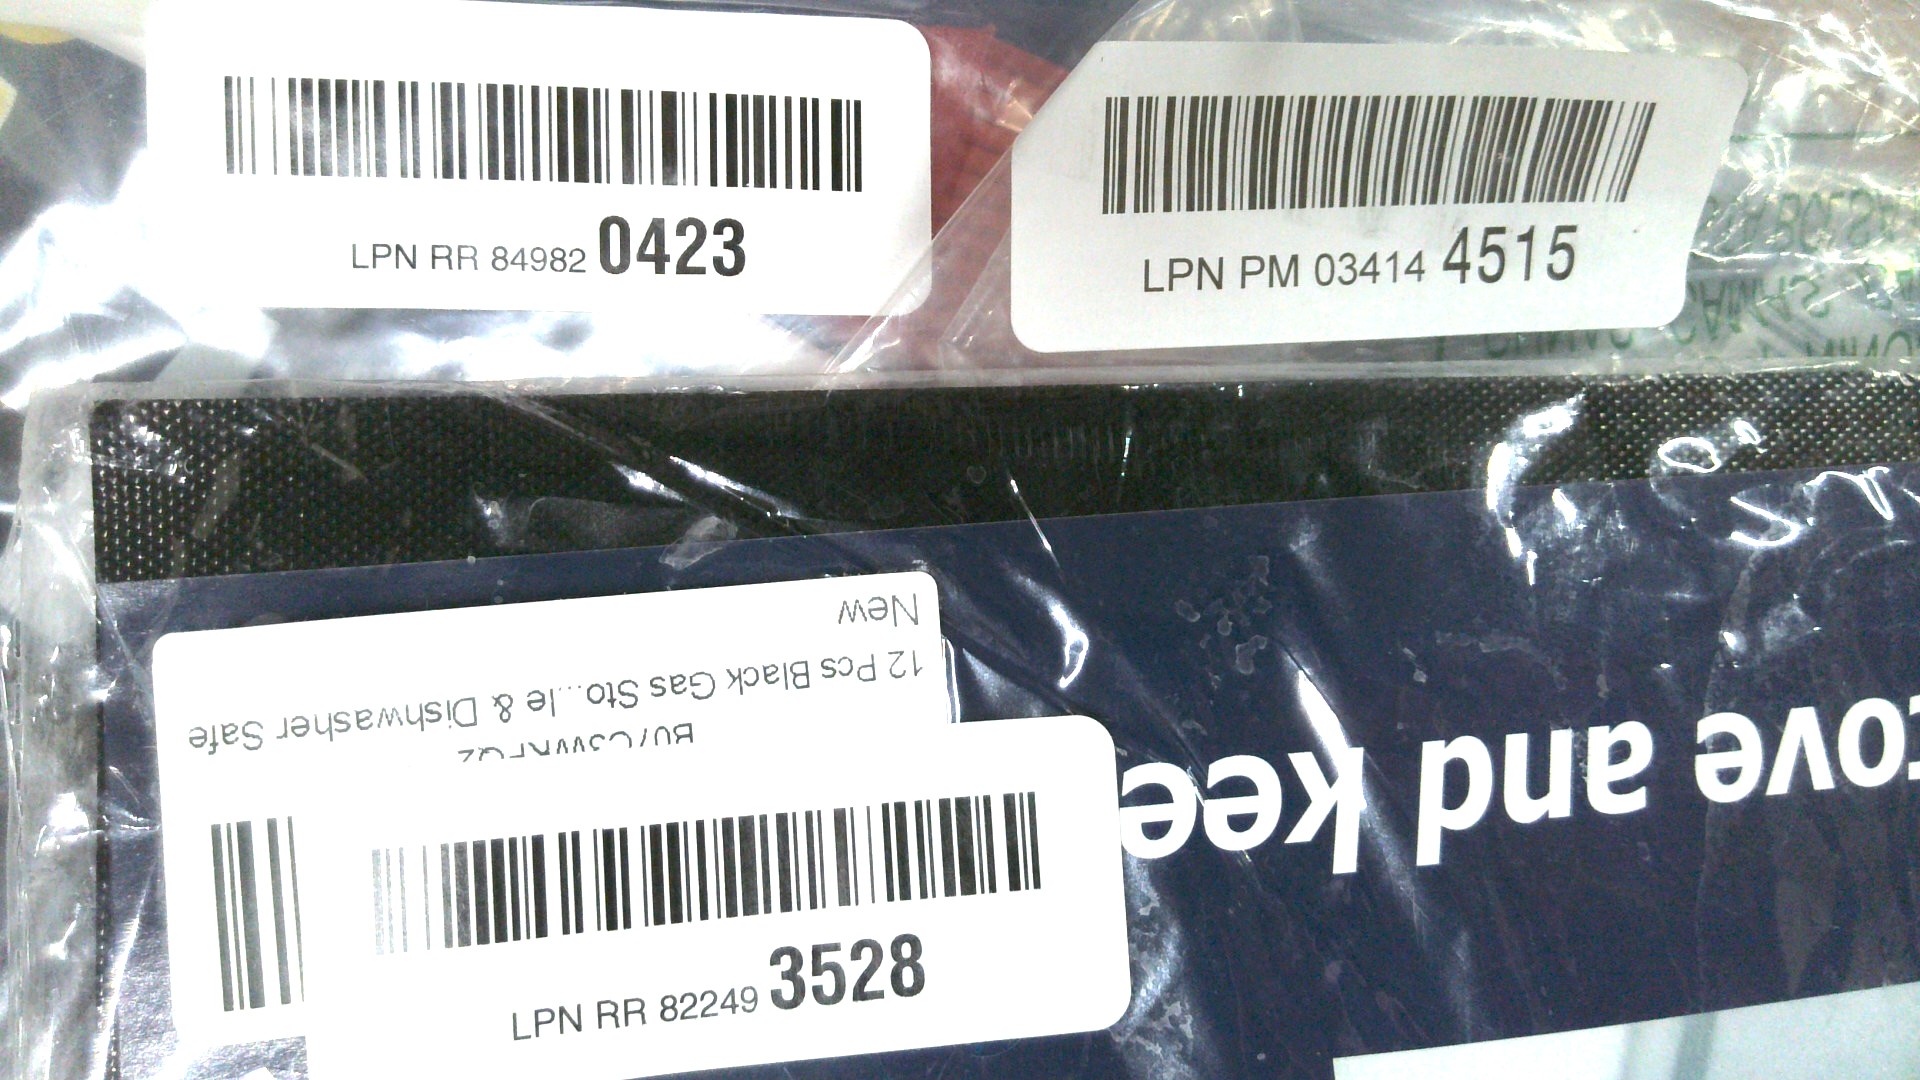 LPN RR 84982 0423
LPN PM 03414 4515
New
12 Pcs Black Gas Sto...le & Dishwasher Safe
LPN RR 82249 3528
ove and kee